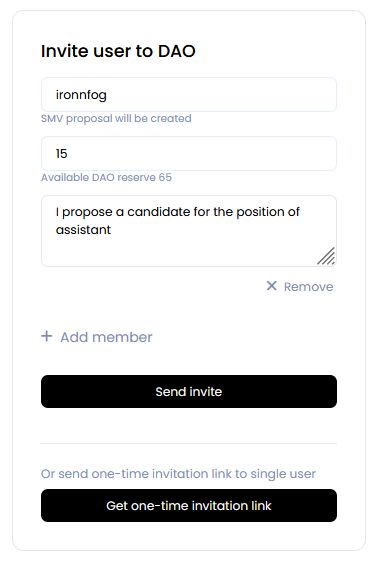 Invite user to DAO
ironnfog
SMV proposal will be created
15
Available DAO reserve 65
I propose a candidate for the position of
assistant
Remove
+ Add member
Send invite
Or send one-time invitation link to single user
Get one-time invitation link